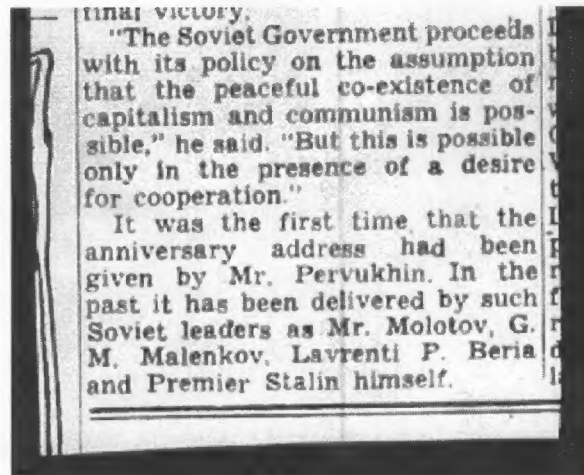 final victory.
"The Soviet Government proceeds
with its policy on the assumption
that the peaceful co-existence of
capitalism and communism is pos-
sible," he said. "But this is possible
only in the presence of a desire
for cooperation."
It was the first time that the
anniversary address had been
given by Mr. Pervukhin. In the
past it has been delivered by such
Soviet leaders as Mr. Molotov, G.
M. Malenkov, Lavrenti P. Beria
and Premier Stalin himself.